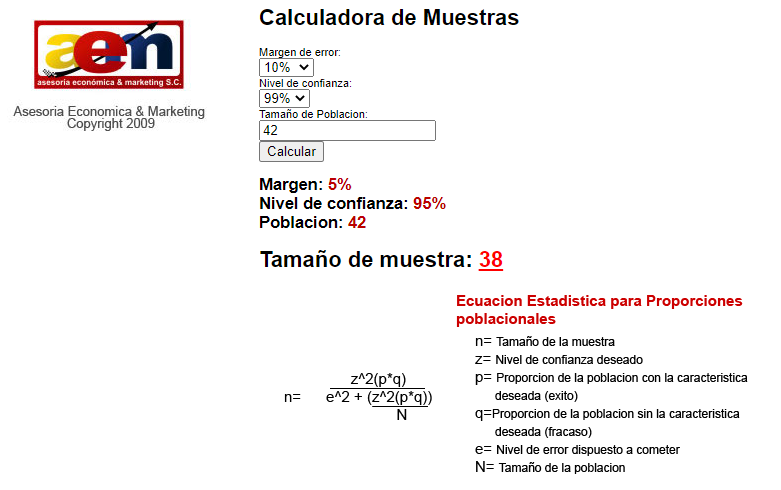 Calculadora de Muestras
aem
asesoría económica & marketing S.C.
Asesoria Economica & Marketing
Copyright 2009
Margen de error:
10%
Nivel de confianza:
99%
Tamaño de Poblacion:
42
Calcular
Margen: 5%
Nivel de confianza: 95%
Poblacion: 42
Tamaño de muestra: 38
Ecuacion Estadistica para Proporciones
poblacionales
n= Tamaño de la muestra
z= Nivel de confianza deseado
p= Proporcion de la poblacion con la caracteristica
deseada (exito)
q=Proporcion de la poblacion sin la caracteristica
deseada (fracaso)
e= Nivel de error dispuesto a cometer
N= Tamaño de la poblacion
z^2(p*q)
n= e^2 + (z^2(p*q))
N